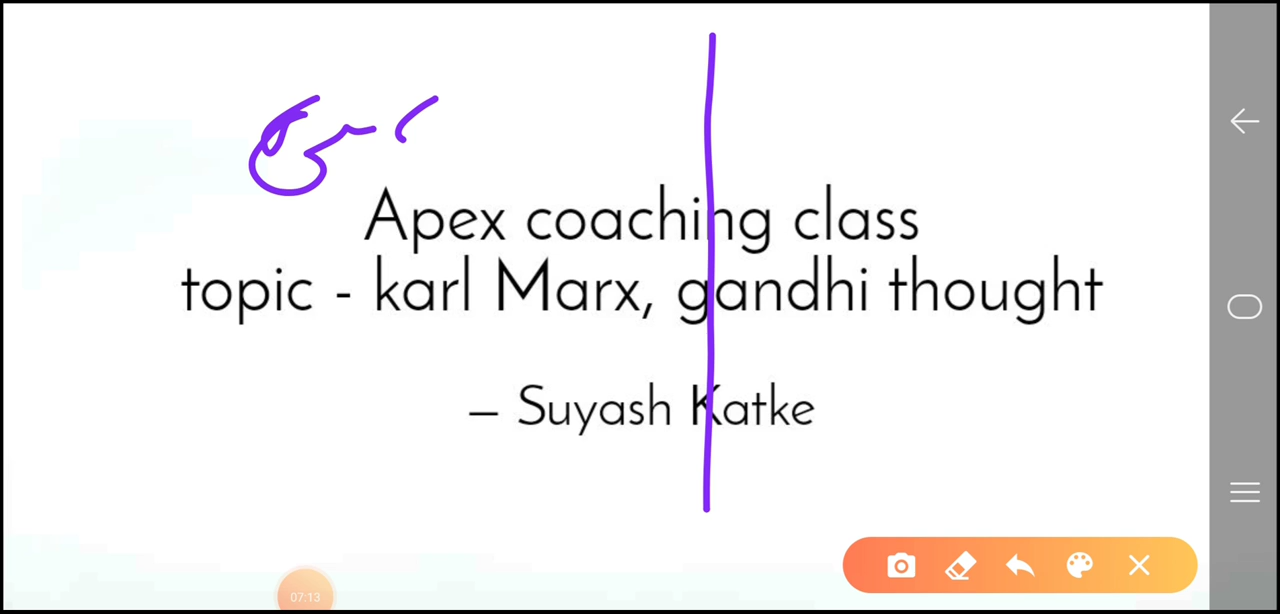 Apex coaching class
topic - karl Marx, gandhi thought
– Suyash Katke
07:13